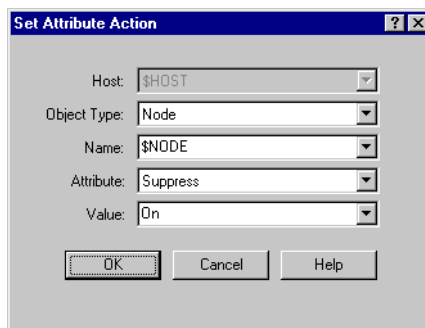 Set Attribute Action
Host: $HOST
Object Type: Node
Name: $NODE
Attribute: Suppress
Value: On
OK Cancel Help